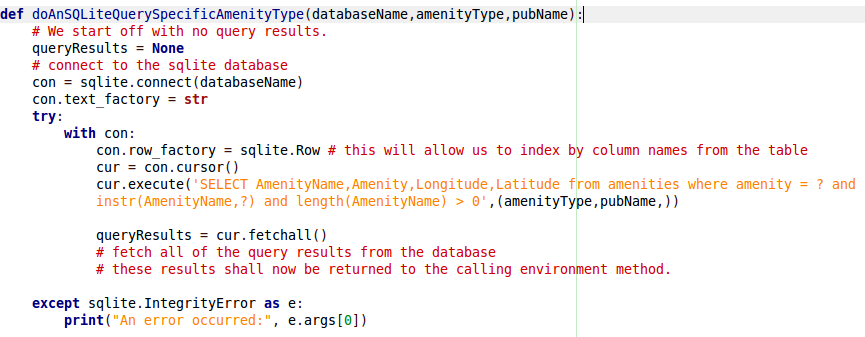 def doAnSQLiteQuerySpecificAmenityType(databaseName,amenityType,pubName):
    # We start off with no query results.
    queryResults = None
    # connect to the sqlite database
    con = sqlite.connect(databaseName)
    con.text_factory = str
    try:
        with con:
            con.row_factory = sqlite.Row # this will allow us to index by column names from the table
            cur = con.cursor()
            cur.execute('SELECT AmenityName,Amenity,Longitude,Latitude from amenities where amenity = ? and
            instr(AmenityName,?) and length(AmenityName) > 0',(amenityType,pubName,))
            queryResults = cur.fetchall()
            # fetch all of the query results from the database
            # these results shall now be returned to the calling environment method.
    except sqlite.IntegrityError as e:
        print("An error occurred:", e.args[0])